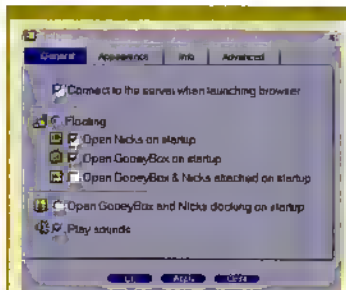 General Appearance Info Advanced
Connect to the server when launching browser
Floating
Open Nicks on startup
Open GooeyBox on startup
Open GooeyBox & Nicks attached on startup
Open GooeyBox and Nicks docking on startup
Play sounds
Apply